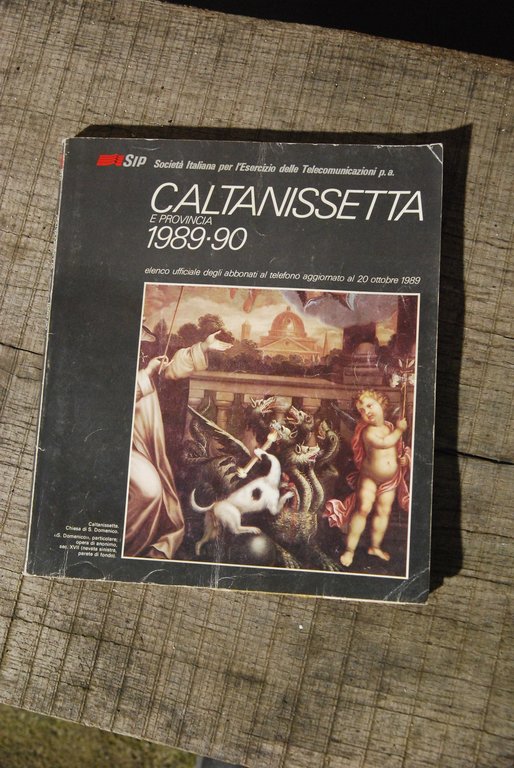 SIP Società Italiana per l'Esercizio delle Telecomunicazioni p.a.
CALTANISSETTA
E PROVINCIA
1989·90
elenco ufficiale degli abbonati al telefono aggiornato al 20 ottobre 1989
Caltanissetta,
Chiesa di S. Domenico.
«S. Domenico», particolare;
opera di anonimo,
sec. XVII (navata sinistra,
parete di fondo).